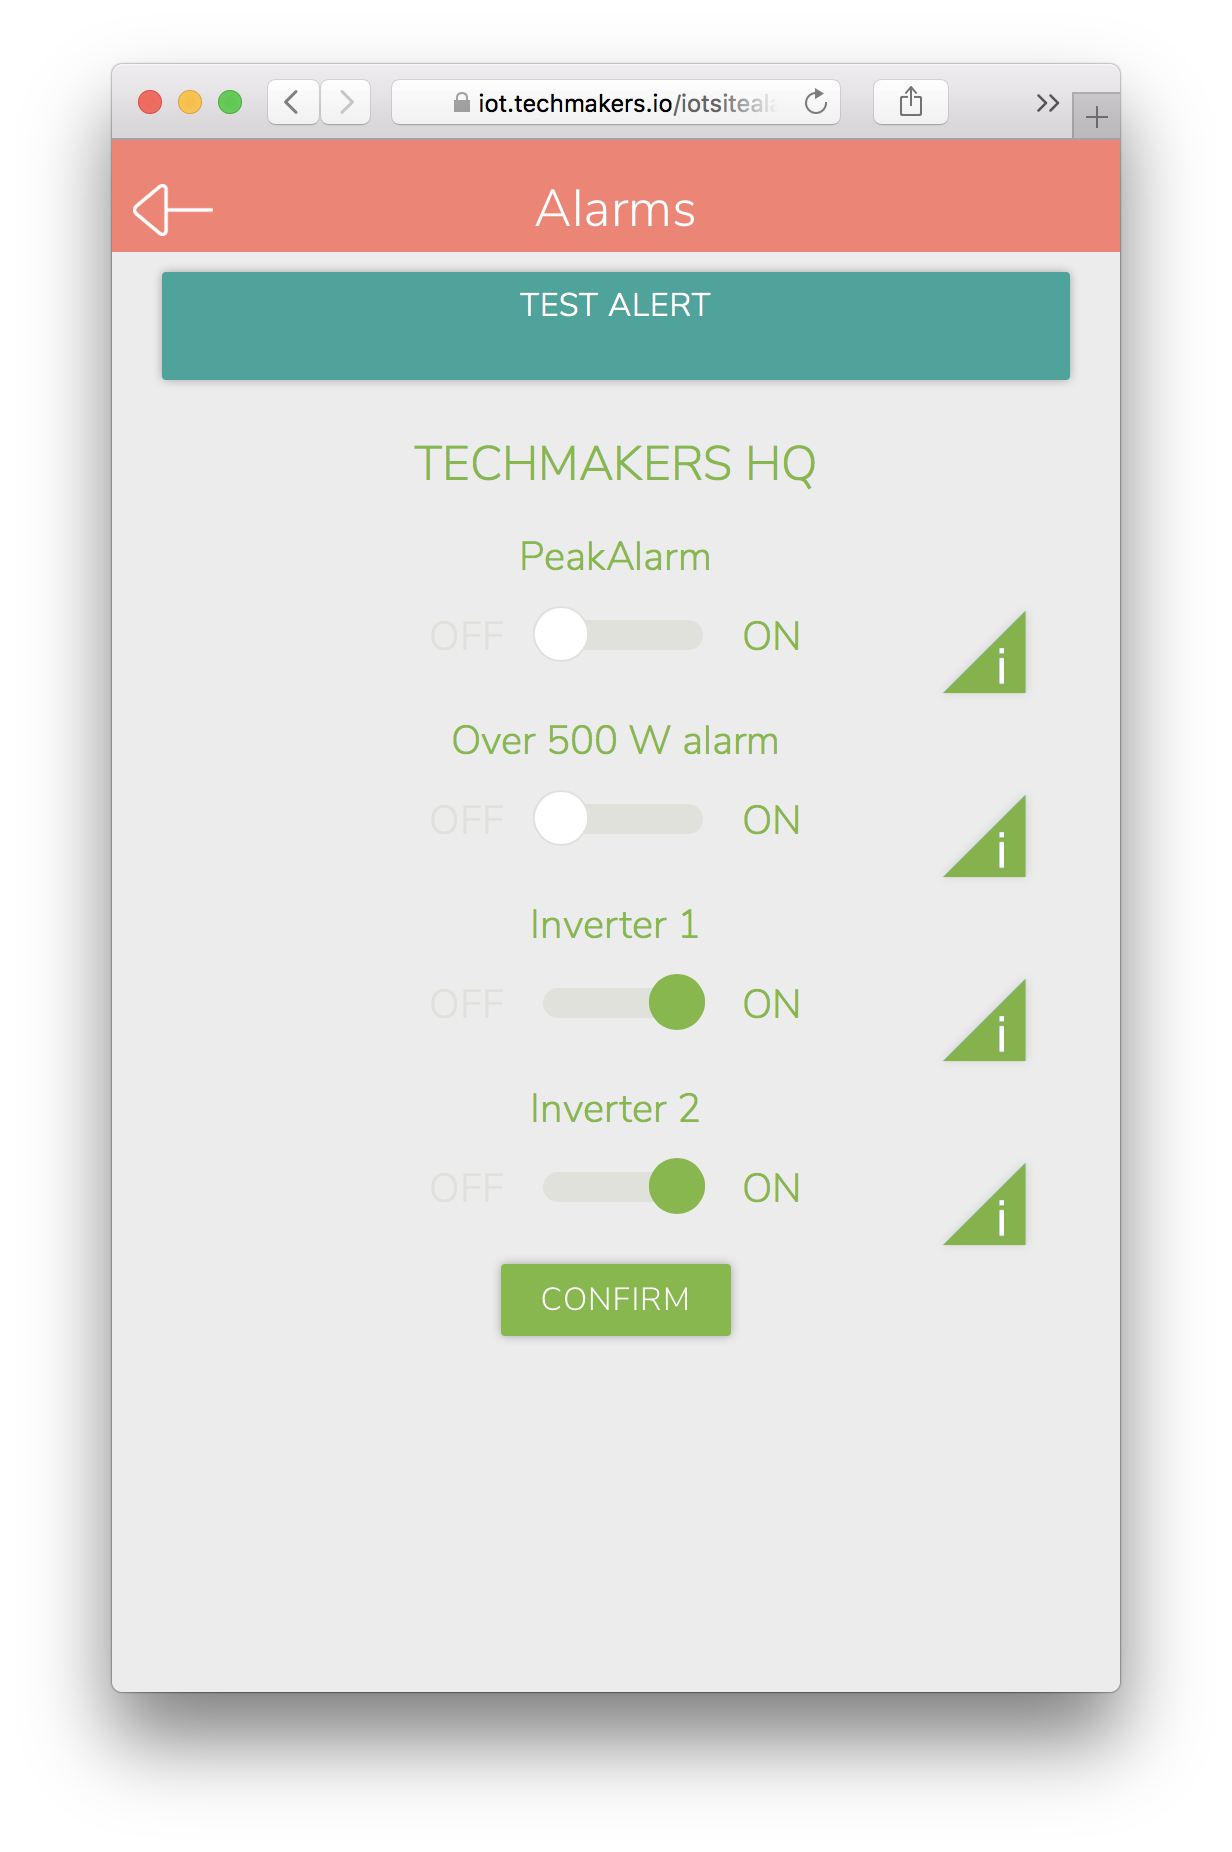 iot.techmakers.io/iotsiteala
Alarms
TEST ALERT
TECHMAKERS HQ
PeakAlarm
OFF ON
i
Over 500 W alarm
OFF ON
i
Inverter 1
OFF ON
i
Inverter 2
OFF ON
i
CONFIRM